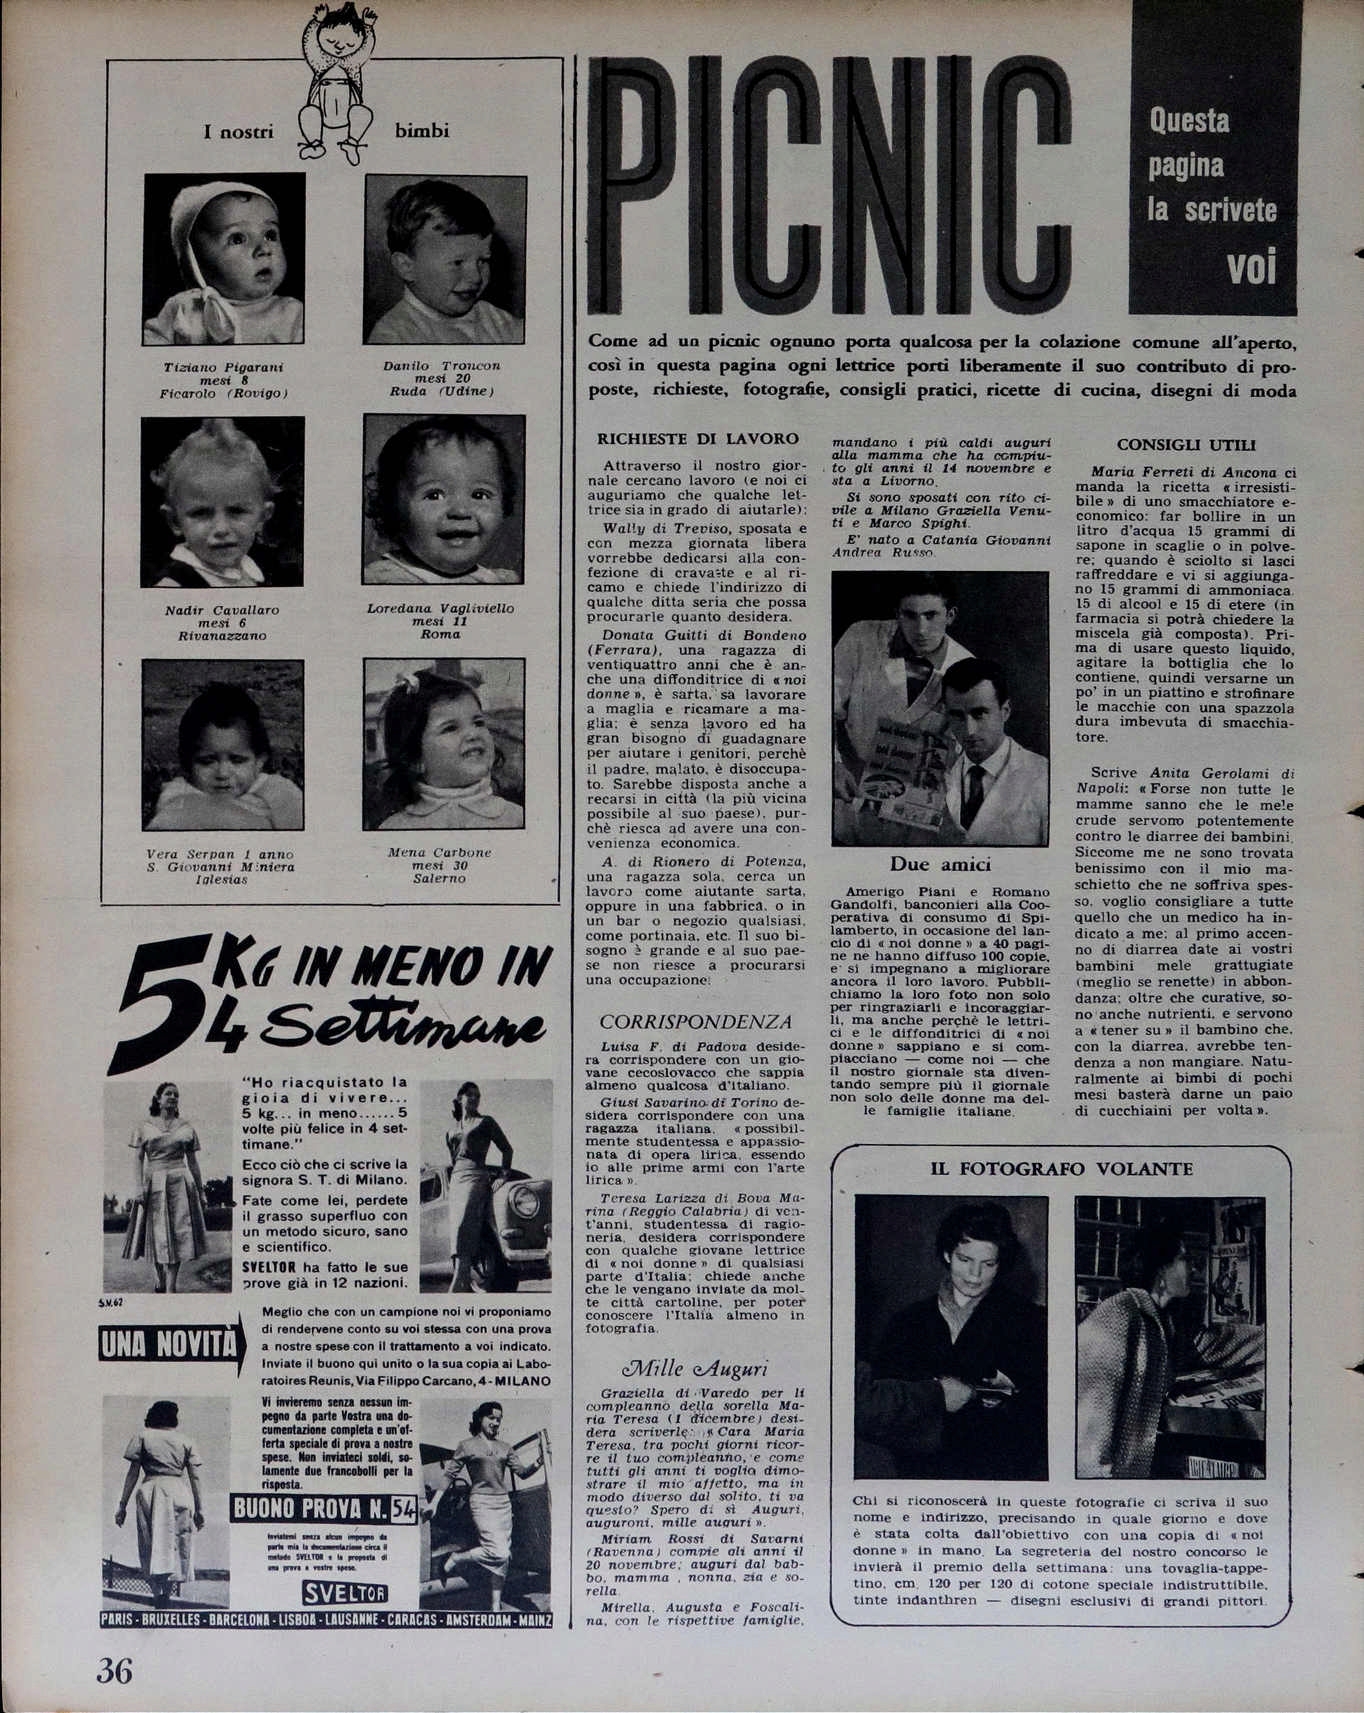 I nostri bimbi
Tiziano Pigarani
mesi 8
Ficarolo (Rovigo)
Danilo Troncon
mesi 20
Ruda (Udine)
Nadir Cavallaro
mesi 6
Rivanazzano
Loredana Vagliviello
mesi 11
Roma
Vera Serpan 1 anno
S. Giovanni Miniera
Iglesias
Mena Carbone
mesi 30
Salerno
5 KG IN MENO IN
4 Settimane
"Ho riacquistato la
gioia di vivere...
5 kg... in meno...... 5
volte più felice in 4 set-
timane."
Ecco ciò che ci scrive la
signora S. T. di Milano.
Fate come lei, perdete
il grasso superfluo con
un metodo sicuro, sano
e scientifico.
SVELTOR ha fatto le sue
prove già in 12 nazioni.
S.V.62
UNA NOVITÀ
Meglio che con un campione noi vi proponiamo
di rendervene conto su voi stessa con una prova
a nostre spese con il trattamento a voi indicato.
Inviate il buono qui unito o la sua copia ai Labo-
ratoires Reunis, Via Filippo Carcano, 4 - MILANO
Vi invieremo senza nessun im-
pegno da parte Vostra una do-
cumentazione completa e un'of-
ferta speciale di prova a nostre
spese. Non inviateci soldi, so-
lamente due francobolli per la
risposta.
BUONO PROVA N. 54
Inviatemi senza alcun impegno da
parte mia la documentazione circa il
metodo SVELTOR e la proposta di
una prova a vostre spese.
SVELTOR
PARIS - BRUXELLES - BARCELONA - LISBOA - LAUSANNE - CARACAS - AMSTERDAM - MAINZ
36
PICNIC
Questa
pagina
la scrivete
voi
Come ad un picnic ognuno porta qualcosa per la colazione comune all'aperto,
così in questa pagina ogni lettrice porti liberamente il suo contributo di pro-
poste, richieste, fotografie, consigli pratici, ricette di cucina, disegni di moda
RICHIESTE DI LAVORO
Attraverso il nostro gior-
nale cercano lavoro (e noi ci
auguriamo che qualche let-
trice sia in grado di aiutarle):
Wally di Treviso, sposata e
con mezza giornata libera
vorrebbe dedicarsi alla con-
fezione di cravatte e al ri-
camo e chiede l'indirizzo di
qualche ditta seria che possa
procurarle quanto desidera.
Donata Guitti di Bondeno
(Ferrara), una ragazza di
ventiquattro anni che è an-
che una diffonditrice di « noi
donne », è sarta, sa lavorare
a maglia e ricamare a ma-
glia; è senza lavoro ed ha
gran bisogno di guadagnare
per aiutare i genitori, perchè
il padre, malato, è disoccupa-
to. Sarebbe disposta anche a
recarsi in città (la più vicina
possibile al suo paese), pur-
chè riesca ad avere una con-
venienza economica.
A. di Rionero di Potenza,
una ragazza sola, cerca un
lavoro come aiutante sarta,
oppure in una fabbrica, o in
un bar o negozio qualsiasi,
come portinaia, etc. Il suo bi-
sogno è grande e al suo pae-
se non riesce a procurarsi
una occupazione!
CORRISPONDENZA
Luisa F. di Padova deside-
ra corrispondere con un gio-
vane cecoslovacco che sappia
almeno qualcosa d'italiano.
Giusi Savarino di Torino de-
sidera corrispondere con una
ragazza italiana, « possibil-
mente studentessa e appassio-
nata di opera lirica, essendo
io alle prime armi con l'arte
lirica ».
Teresa Larizza di Bova Ma-
rina (Reggio Calabria) di ven-
t'anni, studentessa di ragio-
neria, desidera corrispondere
con qualche giovane lettrice
di « noi donne » di qualsiasi
parte d'Italia; chiede anche
che le vengano inviate da mol-
te città cartoline, per poter
conoscere l'Italia almeno in
fotografia.
Mille Auguri
Graziella di Varedo per li
compleanno della sorella Ma-
ria Teresa (1 dicembre) desi-
dera scriverle: « Cara Maria
Teresa, tra pochi giorni ricor-
re il tuo compleanno, e come
tutti gli anni ti voglio dimo-
strare il mio affetto, ma in
modo diverso dal solito, ti va
questo? Spero di sì Auguri,
auguroni, mille auguri ».
Miriam Rossi di Savarni
(Ravenna) compie gli anni il
20 novembre; auguri dal bab-
bo, mamma , nonna, zia e so-
rella.
Mirella, Augusta e Foscali-
na, con le rispettive famiglie,
mandano i più caldi auguri
alla mamma che ha compiu-
to gli anni il 14 novembre e
sta a Livorno.
Si sono sposati con rito ci-
vile a Milano Graziella Venu-
ti e Marco Spighi.
E' nato a Catania Giovanni
Andrea Russo.
Due amici
Amerigo Piani e Romano
Gandolfi, banconieri alla Coo-
perativa di consumo di Spi-
lamberto, in occasione del lan-
cio di « noi donne » a 40 pagi-
ne ne hanno diffuso 100 copie,
e si impegnano a migliorare
ancora il loro lavoro. Pubbli-
chiamo la loro foto non solo
per ringraziarli e incoraggiar-
li, ma anche perchè le lettri-
ci e le diffonditrici di « noi
donne » sappiano e si com-
piacciano — come noi — che
il nostro giornale sta diven-
tando sempre più il giornale
non solo delle donne ma del-
le famiglie italiane.
CONSIGLI UTILI
Maria Ferreti di Ancona ci
manda la ricetta « irresisti-
bile » di uno smacchiatore e-
conomico: far bollire in un
litro d'acqua 15 grammi di
sapone in scaglie o in polve-
re; quando è sciolto si lasci
raffreddare e vi si aggiunga-
no 15 grammi di ammoniaca,
15 di alcool e 15 di etere (in
farmacia si potrà chiedere la
miscela già composta). Pri-
ma di usare questo liquido,
agitare la bottiglia che lo
contiene, quindi versarne un
po' in un piattino e strofinare
le macchie con una spazzola
dura imbevuta di smacchia-
tore.
Scrive Anita Gerolami di
Napoli: « Forse non tutte le
mamme sanno che le mele
crude servono potentemente
contro le diarree dei bambini.
Siccome me ne sono trovata
benissimo con il mio ma-
schietto che ne soffriva spes-
so, voglio consigliare a tutte
quello che un medico ha in-
dicato a me: al primo accen-
no di diarrea date ai vostri
bambini mele grattugiate
(meglio se renette) in abbon-
danza; oltre che curative, so-
no anche nutrienti, e servono
a « tener su » il bambino che,
con la diarrea, avrebbe ten-
denza a non mangiare. Natu-
ralmente ai bimbi di pochi
mesi basterà darne un paio
di cucchiaini per volta ».
IL FOTOGRAFO VOLANTE
Chi si riconoscerà in queste fotografie ci scriva il suo
nome e indirizzo, precisando in quale giorno e dove
è stata colta dall'obiettivo con una copia di « noi
donne » in mano. La segreteria del nostro concorso le
invierà il premio della settimana: una tovaglia-tappe-
tino, cm. 120 per 120 di cotone speciale indistruttibile,
tinte indanthren — disegni esclusivi di grandi pittori.